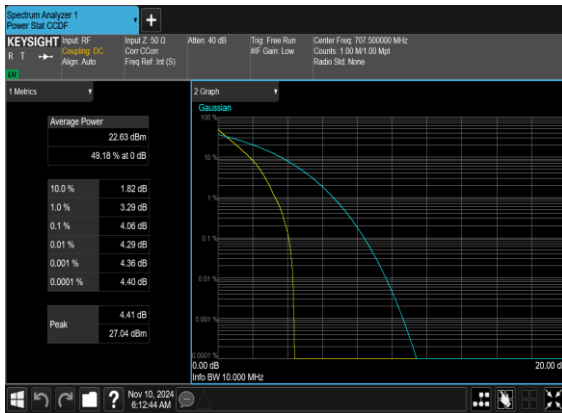 Spectrum Analyzer 1
Power Stat CCDF
KEYSIGHT
R T
LXI
Input: RF
Coupling: DC
Align: Auto
Input Z: 50 Ω
Corr CCorr
Freq Ref: Int (S)
Atten: 40 dB
Trig: Free Run
#IF Gain: Low
Center Freq: 707.500000 MHz
Counts: 1.00 M/1.00 Mpt
Radio Std: None
1 Metrics
Average Power
22.63 dBm
49.18 % at 0 dB
10.0 % 1.82 dB
1.0 % 3.29 dB
0.1 % 4.06 dB
0.01 % 4.29 dB
0.001 % 4.36 dB
0.0001 % 4.40 dB
Peak
4.41 dB
27.04 dBm
2 Graph
Gaussian
100 %
10 %
1 %
0.1 %
0.01 %
0.001 %
0.0001 %
0.00 dB
20.00 dB
Info BW 10.000 MHz
Nov 10, 2024
6:12:44 AM